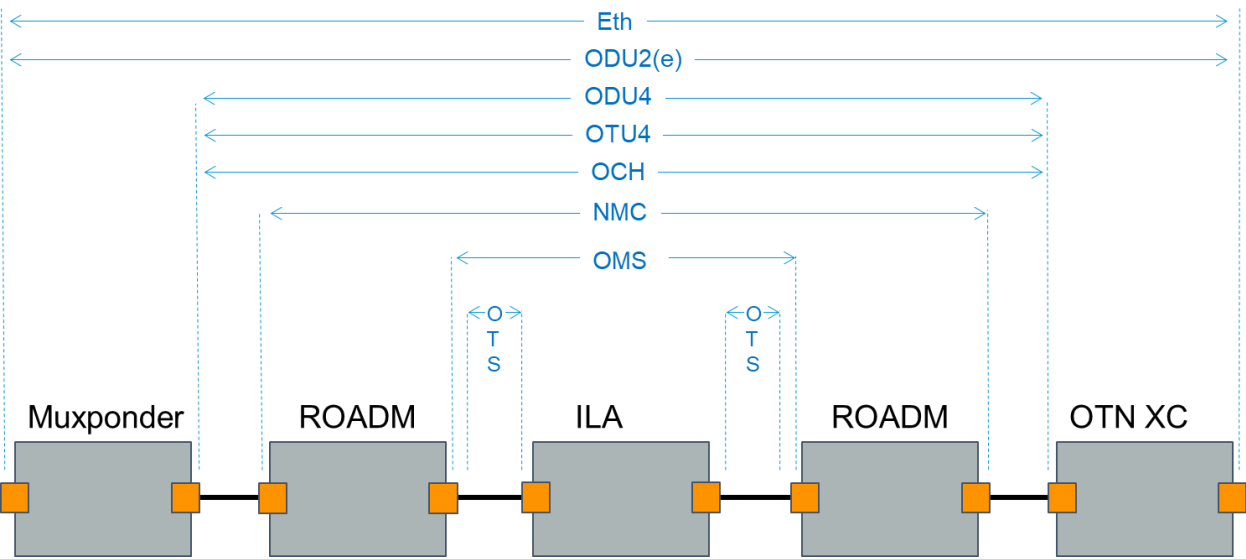 Eth
ODU2(e)
ODU4
OTU4
OCH
NMC
OMS
O
T
S
O
T
S
Muxponder
ROADM
ILA
ROADM
OTN XC